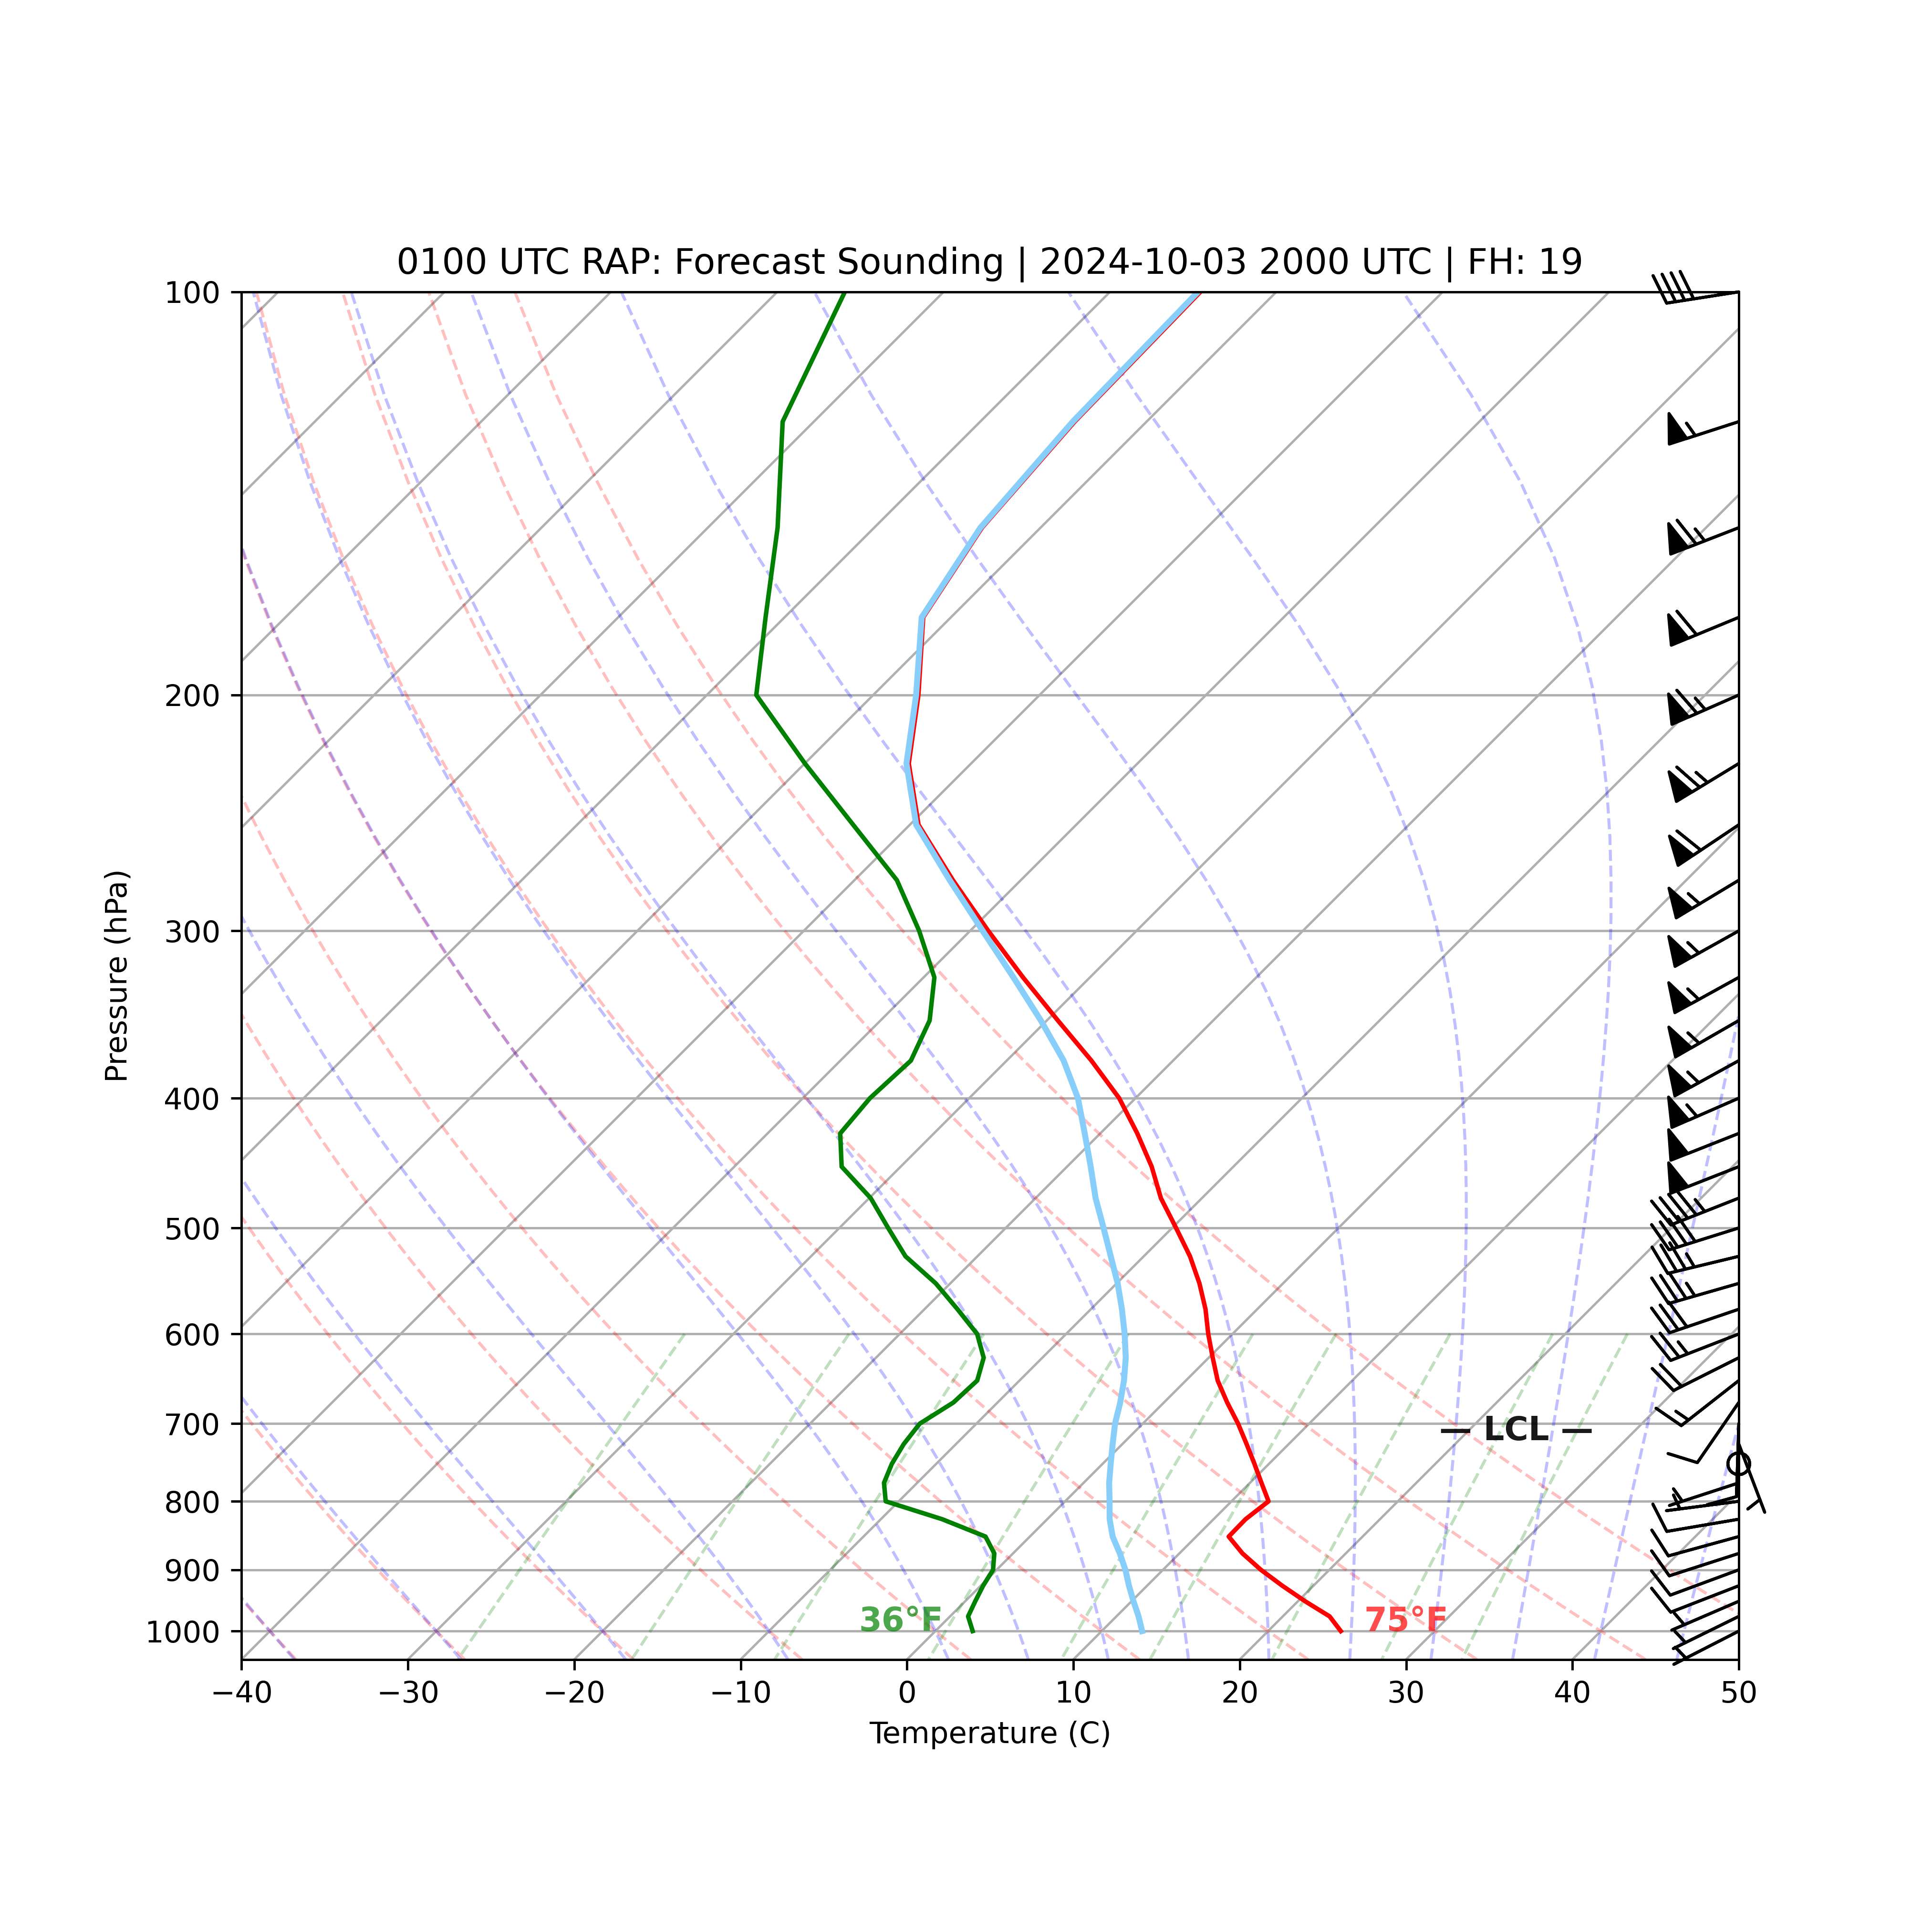 0100 UTC RAP: Forecast Sounding | 2024-10-03 2000 UTC | FH: 19
100
200
300
400
500
600
700
800
900
1000
Pressure (hPa)
— LCL —
36°F
75°F
−40 −30 −20 −10 0 10 20 30 40 50
Temperature (C)